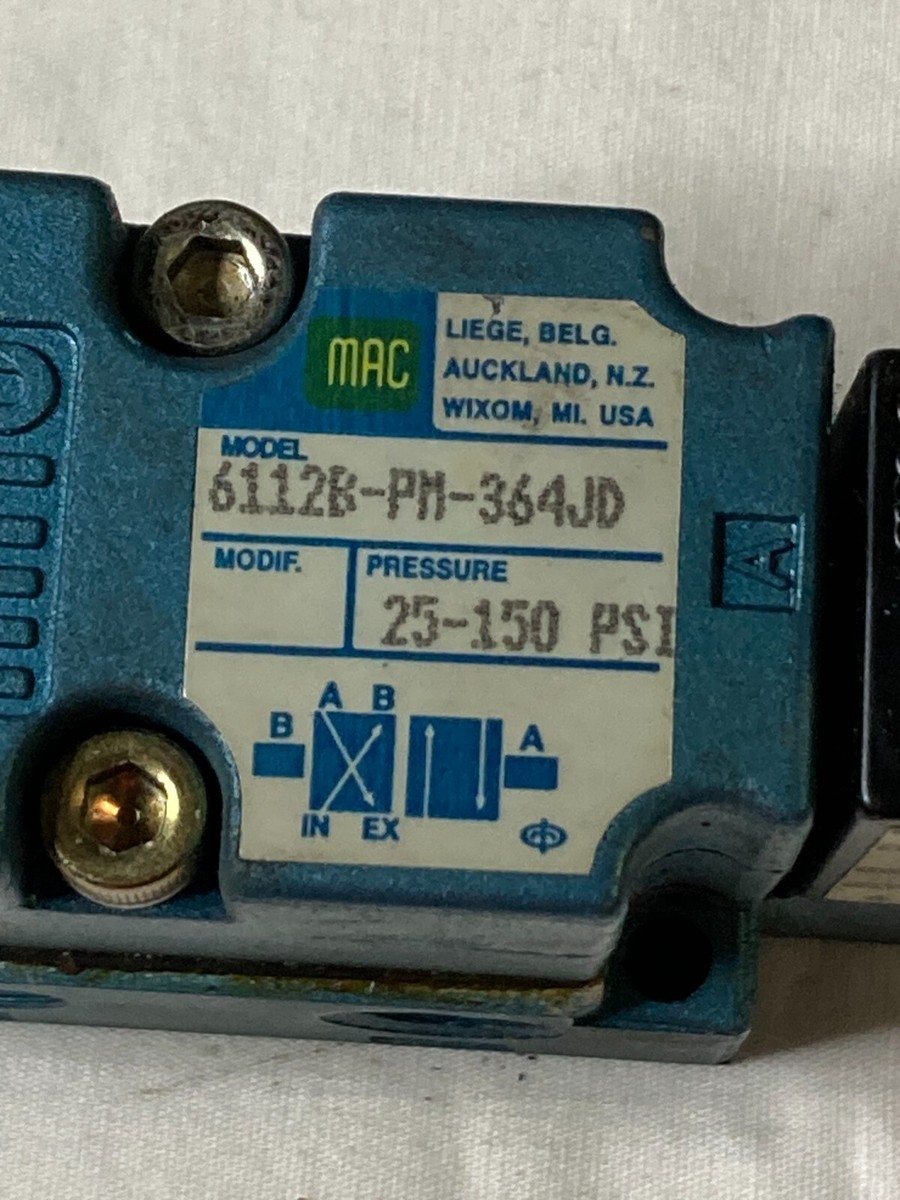 MAC
LIEGE, BELG.
AUCKLAND, N.Z.
WIXOM, MI. USA
MODEL
6112B-PM-364JD
MODIF. PRESSURE
25-150 PSI
A B
B A
IN EX
A